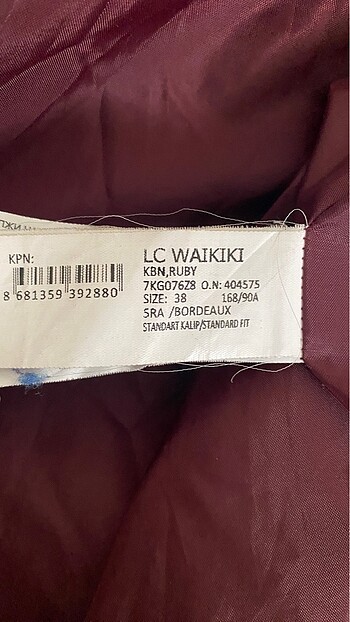 KPN:
8 681359 392880
LC WAIKIKI
KBN,RUBY
7KG076Z8 O.N: 404575
SIZE: 38 168/90A
5RA /BORDEAUX
STANDART KALIP/STANDARD FIT